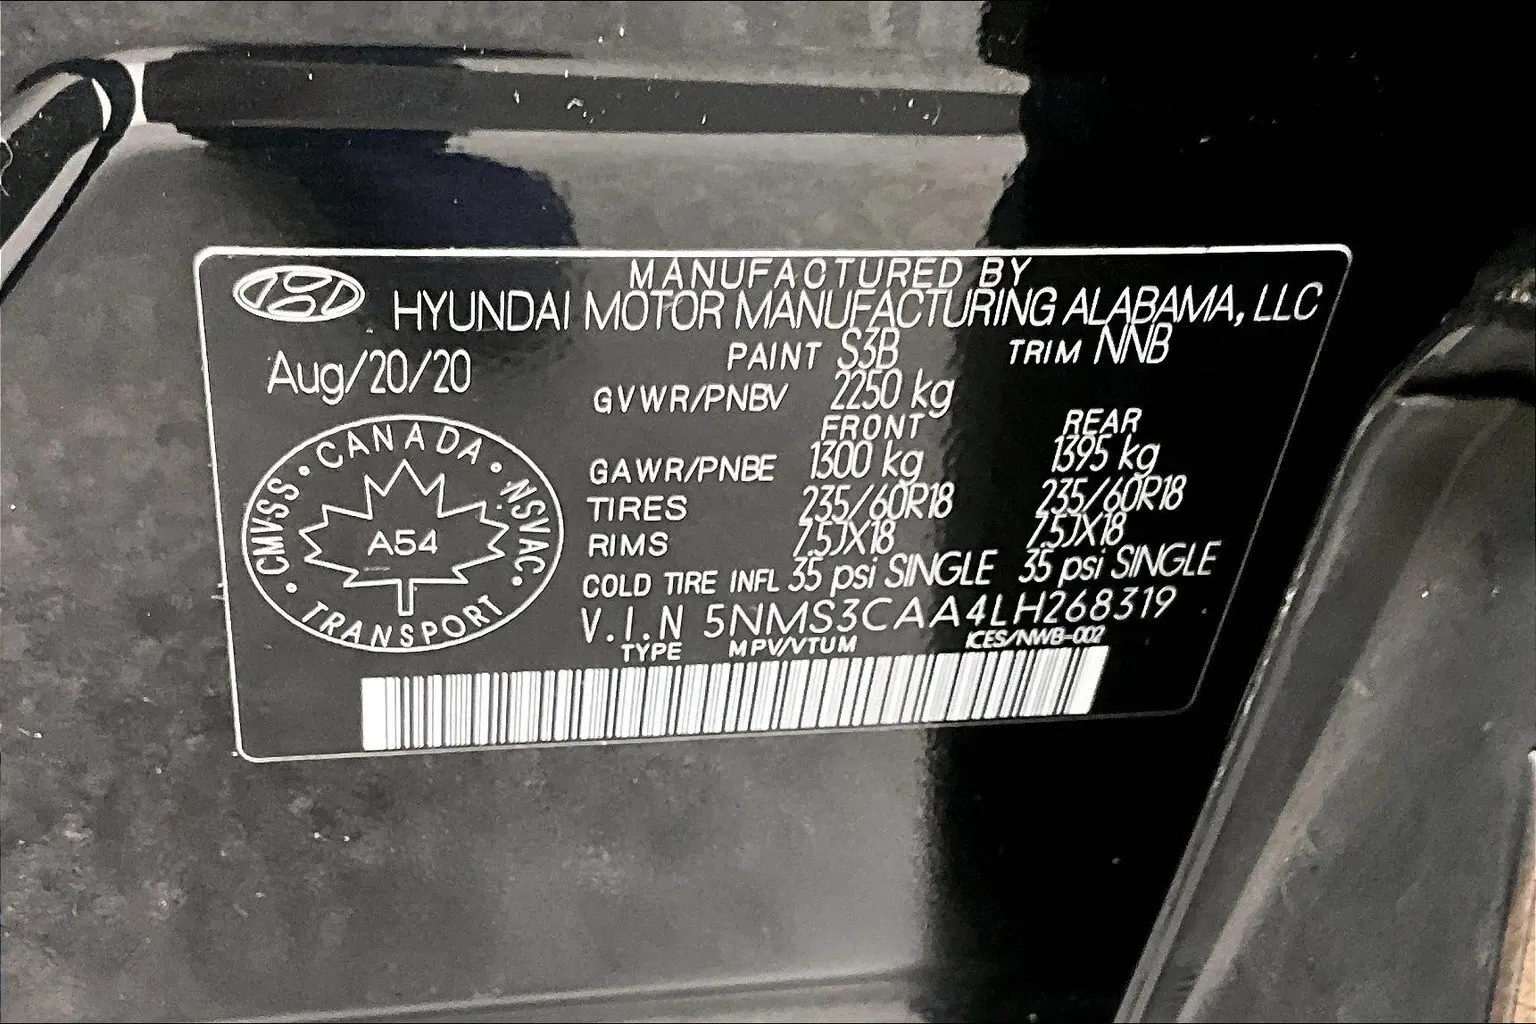 MANUFACTURED BY
HYUNDAI MOTOR MANUFACTURING ALABAMA, LLC
Aug/20/20
PAINT S3B TRIM NNB
GVWR/PNBV 2250 kg
FRONT REAR
GAWR/PNBE 1300 kg 1395 kg
TIRES 235/60R18 235/60R18
RIMS 7.5JX18 7.5JX18
COLD TIRE INFL 35 psi SINGLE 35 psi SINGLE
V.I.N 5NMS3CAA4LH268319
TYPE MPV/VTUM ICES/NWB-002
CANADA • NSVAC • TRANSPORT • CMVSS •
A54